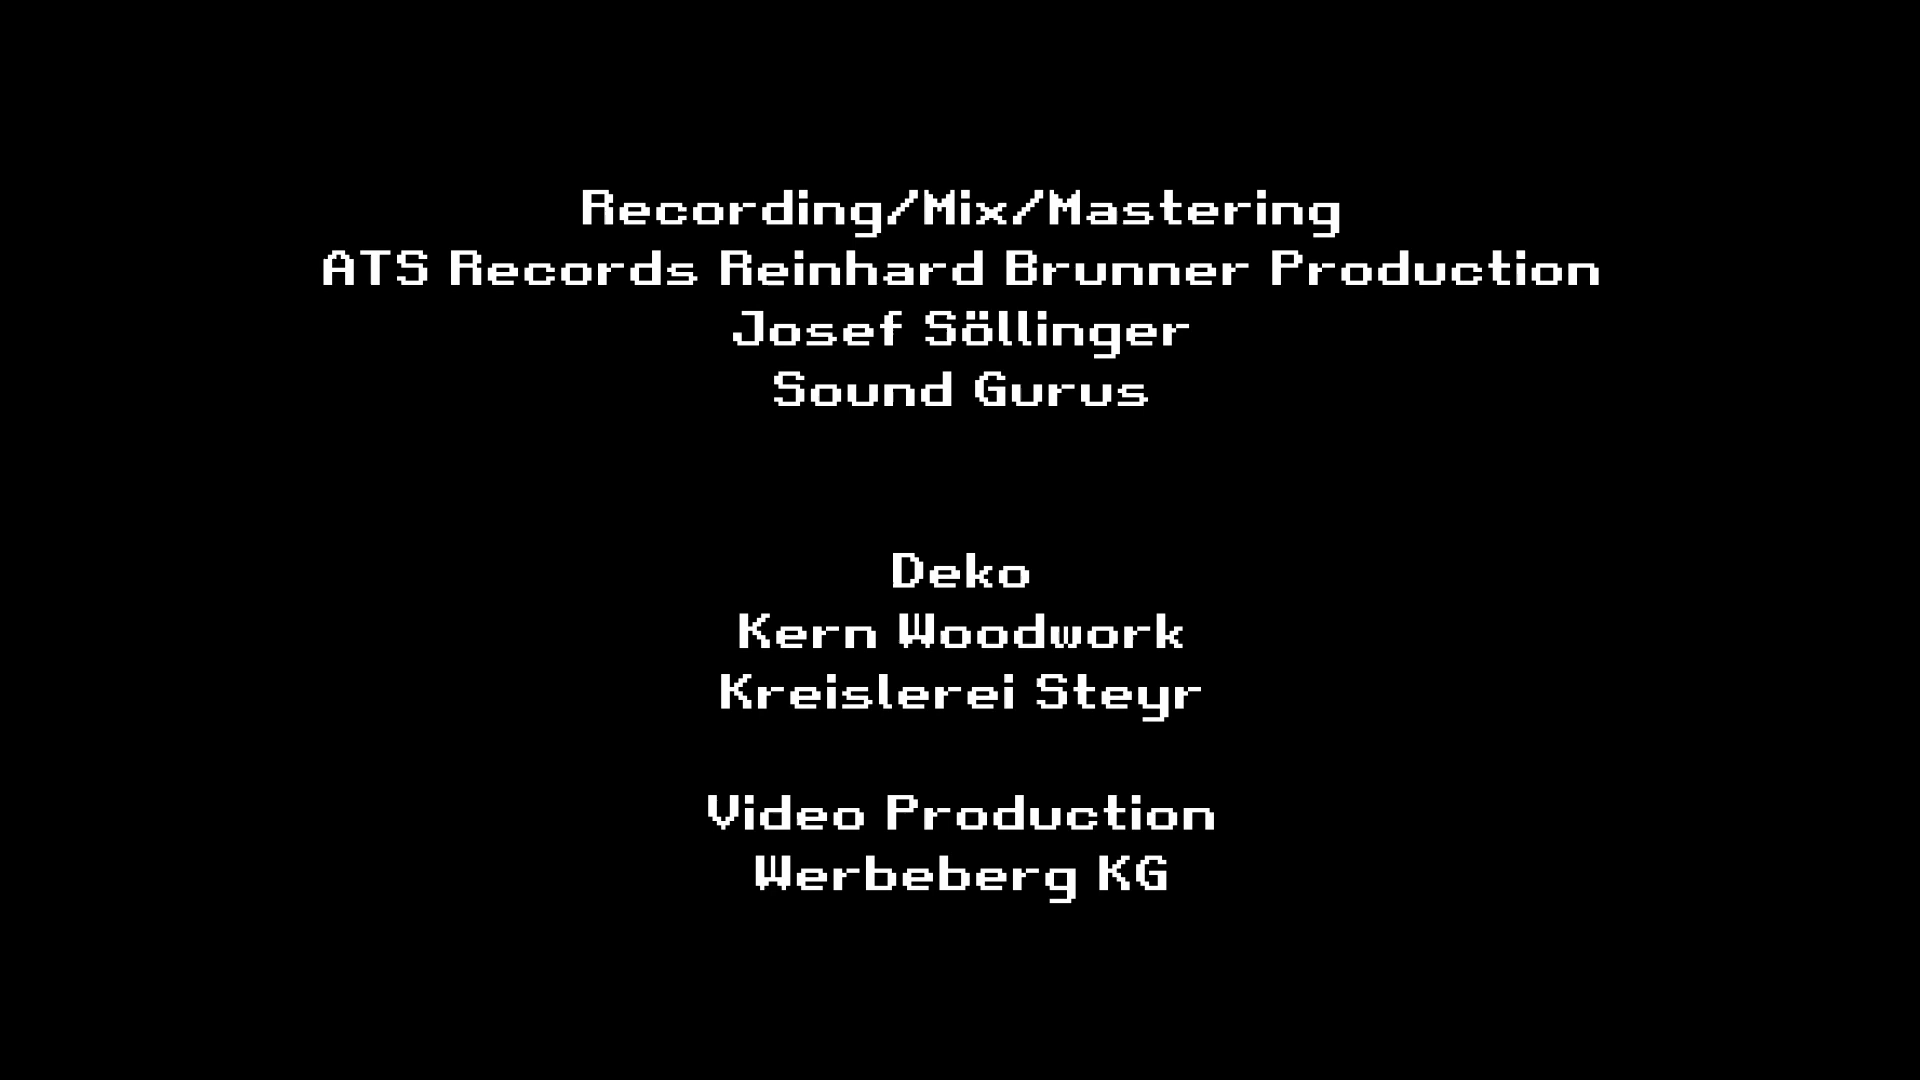 Recording/Mix/Mastering
ATS Records Reinhard Brunner Production
Josef Söllinger
Sound Gurus
Deko
Kern Woodwork
Kreislerei Steyr
Video Production
Werbeberg KG